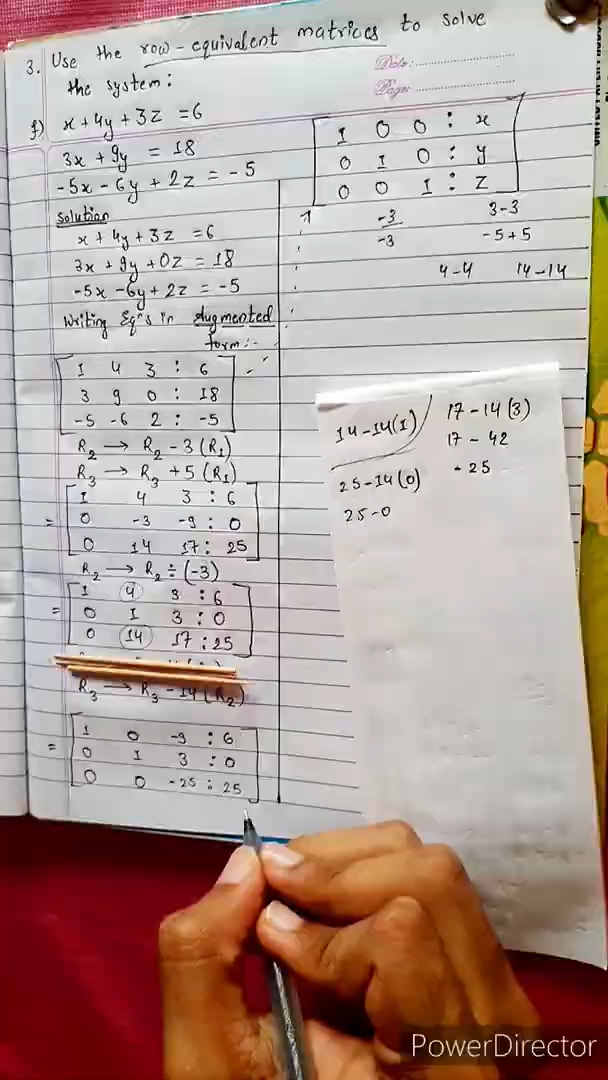 3. Use the row-equivalent matrices to solve
the system:
Date:
Page:
f) x + 4y + 3z = 6
3x + 9y = 18
-5x - 6y + 2z = -5
1 0 0 : x
0 1 0 : y
0 0 1 : z
Solution
x + 4y + 3z = 6
3x + 9y + 0z = 18
-5x - 6y + 2z = -5
Writing Eqns in Augmented
form:-
1
-3
-3
3-3
-5+5
4-4 14-14
1 4 3 : 6
3 9 0 : 18
-5 -6 2 : -5
R2 → R2 - 3(R1)
R3 → R3 + 5(R1)
= 1 4 3 : 6
0 -3 -9 : 0
0 14 17 : 25
R2 → R2 ÷ (-3)
= 1 4 3 : 6
0 1 3 : 0
0 14 17 : 25
R3 → R3 - 14(R2)
= 1 0 -9 : 6
0 1 3 : 0
0 0 -25 : 25
14-14(1)
25-14(0)
25-0
17-14(3)
17-42
-25
PowerDirector